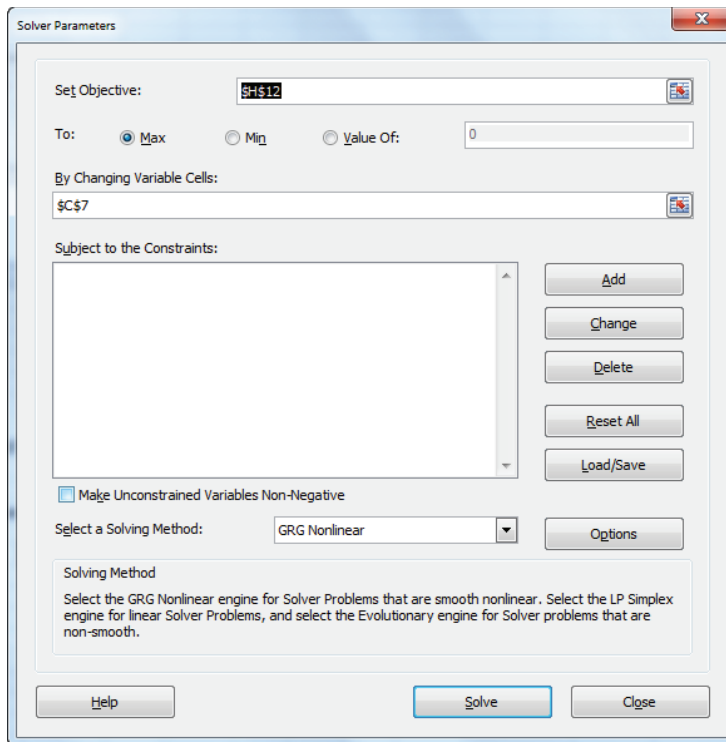 Solver Parameters
Set Objective: $H$12
To: Max Min Value Of: 0
By Changing Variable Cells:
$C$7
Subject to the Constraints:
Add
Change
Delete
Reset All
Load/Save
Make Unconstrained Variables Non-Negative
Select a Solving Method: GRG Nonlinear Options
Solving Method
Select the GRG Nonlinear engine for Solver Problems that are smooth nonlinear. Select the LP Simplex
engine for linear Solver Problems, and select the Evolutionary engine for Solver problems that are
non-smooth.
Help Solve Close